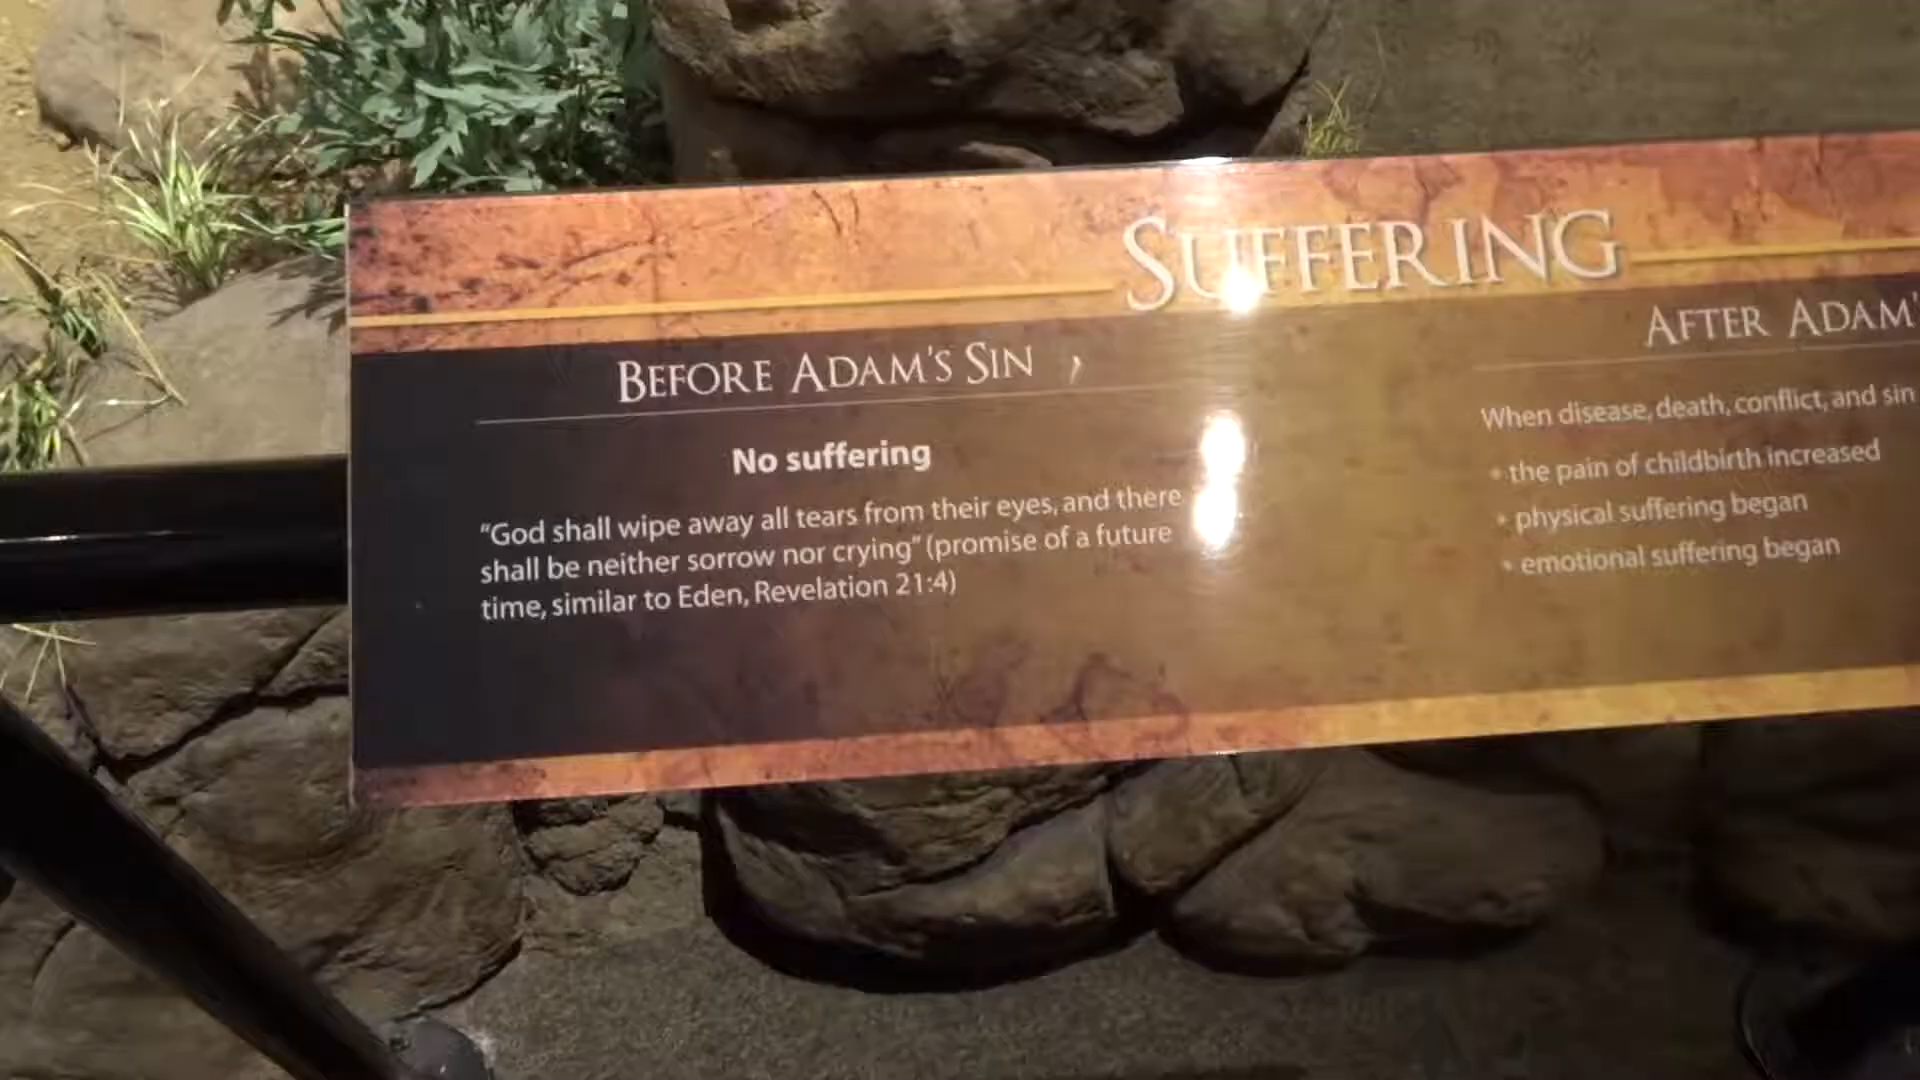 SUFFERING
BEFORE ADAM'S SIN
No suffering
"God shall wipe away all tears from their eyes, and there
shall be neither sorrow nor crying" (promise of a future
time, similar to Eden, Revelation 21:4)
AFTER ADAM'
When disease, death, conflict, and sin
• the pain of childbirth increased
• physical suffering began
• emotional suffering began